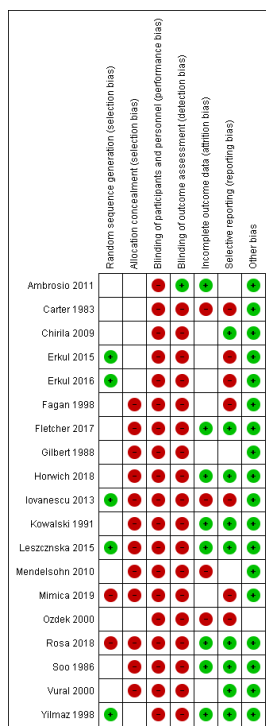 Random sequence generation (selection bias)
Allocation concealment (selection bias)
Blinding of participants and personnel (performance bias)
Blinding of outcome assessment (detection bias)
Incomplete outcome data (attrition bias)
Selective reporting (reporting bias)
Other bias
Ambrosio 2011
Carter 1983
Chirila 2009
Erkul 2015
Erkul 2016
Fagan 1998
Fletcher 2017
Gilbert 1988
Horwich 2018
Iovanescu 2013
Kowalski 1991
Leszcznska 2015
Mendelsohn 2010
Mimica 2019
Ozdek 2000
Rosa 2018
Soo 1986
Vural 2000
Yilmaz 1998